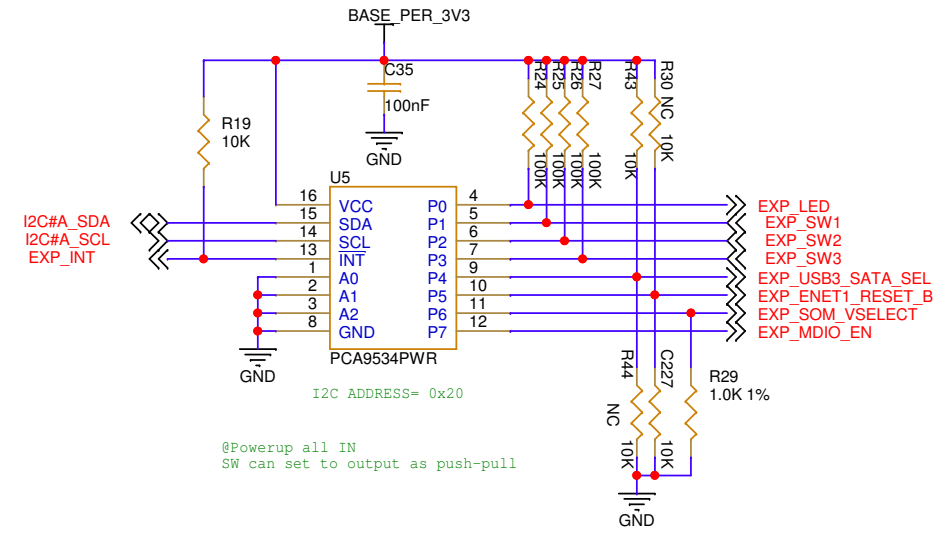 BASE_PER_3V3
C35
100nF
GND
R19
10K
R24
R25
R26
R27
100K
100K
100K
100K
R43
R30 NC
10K
10K
U5
16 VCC P0 4
15 SDA P1 5
14 SCL P2 6
13 INT P3 7
1 A0 P4 9
2 A1 P5 10
3 A2 P6 11
8 GND P7 12
PCA9534PWR
I2C#A_SDA
I2C#A_SCL
EXP_INT
GND
EXP_LED
EXP_SW1
EXP_SW2
EXP_SW3
EXP_USB3_SATA_SEL
EXP_ENET1_RESET_B
EXP_SOM_VSELECT
EXP_MDIO_EN
I2C ADDRESS= 0x20
@Powerup all IN
SW can set to output as push-pull
R44
NC
10K
C227
10K
R29
1.0K 1%
GND